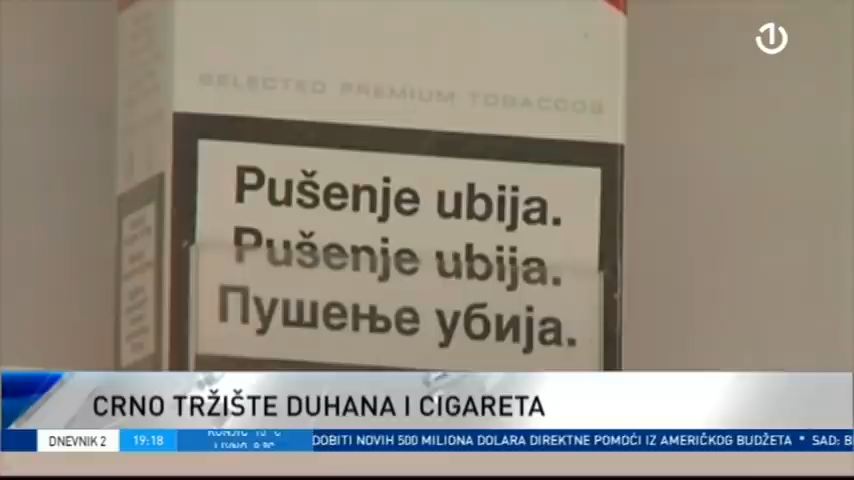 SELECTED PREMIUM TOBACCOS
Pušenje ubija.
Pušenje ubija.
Пушење убија.
CRNO TRŽIŠTE DUHANA I CIGARETA
DNEVNIK 2
19:18
DOBITI NOVIH 500 MILIONA DOLARA DIREKTNE POMOĆI IZ AMERIČKOG BUDŽETA * SAD: